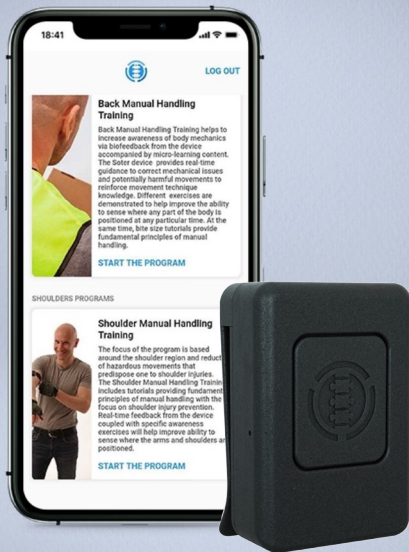 18:41
LOG OUT
Back Manual Handling
Training
Back Manual Handling Training helps to
increase awareness of body mechanics
via biofeedback from the device
accompanied by micro-learning content.
The Soter device provides real-time
guidance to correct mechanical issues
and potentially harmful movements to
reinforce movement technique
knowledge. Different exercises are
demonstrated to help improve the ability
to sense where any part of the body is
positioned at any particular time. At the
same time, bite size tutorials provide
fundamental principles of manual
handling.
START THE PROGRAM
SHOULDERS PROGRAMS
Shoulder Manual Handling
Training
The focus of the program is based
around the shoulder region and reduct
of hazardous movements that
predispose one to shoulder injuries.
The Shoulder Manual Handling Trainin
includes tutorials providing fundament
principles of manual handling with the
focus on shoulder injury prevention.
Real-time feedback from the device
coupled with specific awareness
exercises will help improve ability to
sense where the arms and shoulders ar
positioned.
START THE PROGRAM